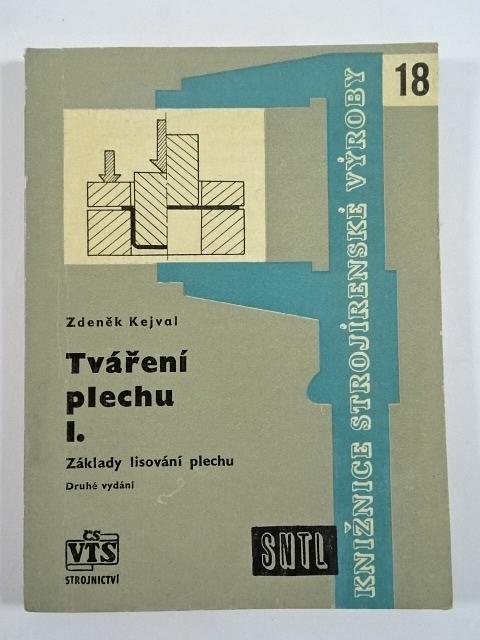 18
KNIŽNICE STROJÍRENSKÉ VÝROBY
Zdeněk Kejval
Tváření
plechu
I.
Základy lisování plechu
Druhé vydání
ČS
VTS
STROJNICTVÍ
SNTL